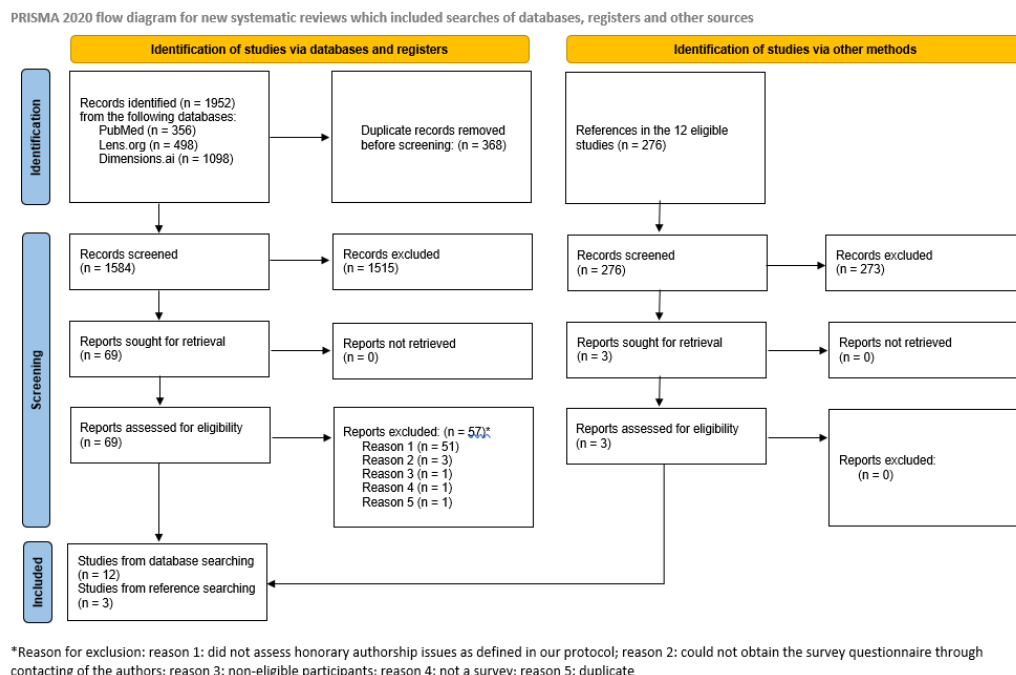 PRISMA 2020 flow diagram for new systematic reviews which included searches of databases, registers and other sources
Identification of studies via databases and registers
Identification of studies via other methods
Identification
Records identified (n = 1952)
from the following databases:
PubMed (n = 356)
Lens.org (n = 498)
Dimensions.ai (n = 1098)
Duplicate records removed
before screening: (n = 368)
References in the 12 eligible
studies (n = 276)
Screening
Records screened
(n = 1584)
Records excluded
(n = 1515)
Records screened
(n = 276)
Records excluded
(n = 273)
Reports sought for retrieval
(n = 69)
Reports not retrieved
(n = 0)
Reports sought for retrieval
(n = 3)
Reports not retrieved
(n = 0)
Reports assessed for eligibility
(n = 69)
Reports excluded: (n = 57)*
Reason 1 (n = 51)
Reason 2 (n = 3)
Reason 3 (n = 1)
Reason 4 (n = 1)
Reason 5 (n = 1)
Reports assessed for eligibility
(n = 3)
Reports excluded:
(n = 0)
Included
Studies from database searching
(n = 12)
Studies from reference searching
(n = 3)
*Reason for exclusion: reason 1: did not assess honorary authorship issues as defined in our protocol; reason 2: could not obtain the survey questionnaire through
contacting of the authors; reason 3: non-eligible participants; reason 4: not a survey; reason 5: duplicate